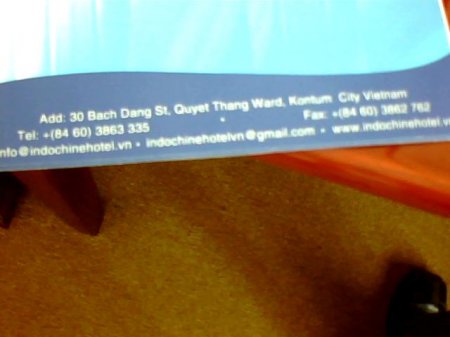 Add: 30 Bach Dang St, Quyet Thang Ward, Kontum City Vietnam
Tel: +(84 60) 3863 335 • Fax: +(84 60) 3862 762
nfo@indochinehotel.vn • indochinehotelvn@gmail.com • www.indochinehotel.v